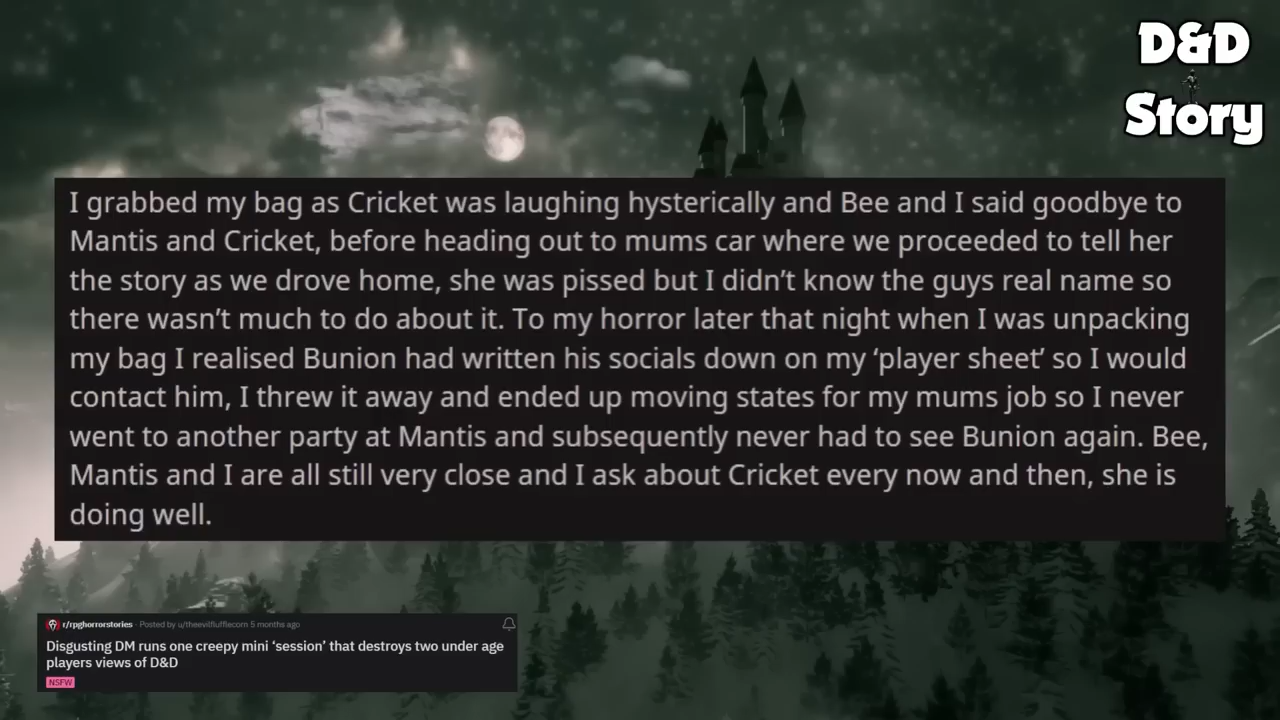 D&D
Story
I grabbed my bag as Cricket was laughing hysterically and Bee and I said goodbye to
Mantis and Cricket, before heading out to mums car where we proceeded to tell her
the story as we drove home, she was pissed but I didn’t know the guys real name so
there wasn’t much to do about it. To my horror later that night when I was unpacking
my bag I realised Bunion had written his socials down on my ‘player sheet’ so I would
contact him, I threw it away and ended up moving states for my mums job so I never
went to another party at Mantis and subsequently never had to see Bunion again. Bee,
Mantis and I are all still very close and I ask about Cricket every now and then, she is
doing well.
r/rpghorrorstories · Posted by u/theevilfluffiecorn 5 months ago
Disgusting DM runs one creepy mini ‘session’ that destroys two under age
players views of D&D
NSFW